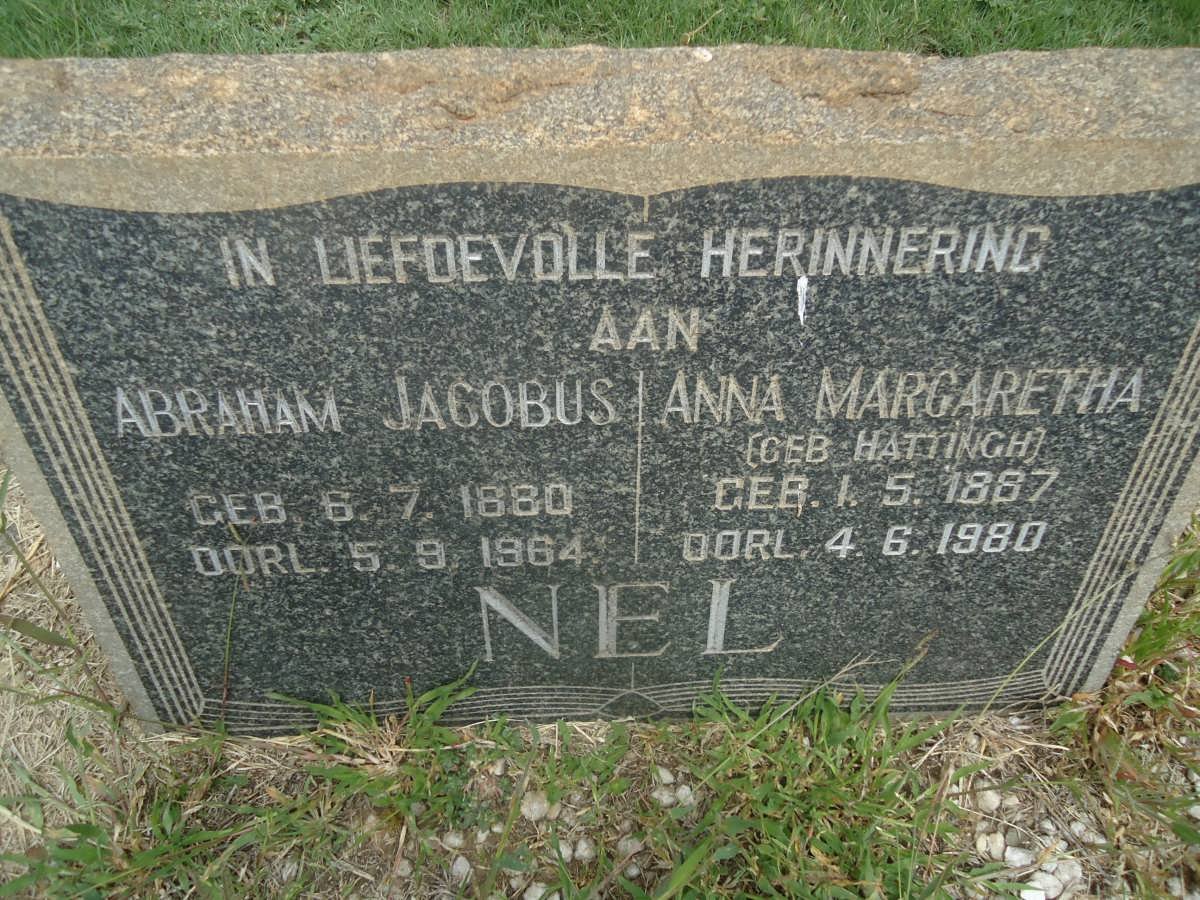 IN LIEFDEVOLLE HERINNERING
AAN
ABRAHAM JACOBUS
GEB. 6. 7. 1880
OORL. 5. 9. 1964
ANNA MARGARETHA
(GEB HATTINGH)
GEB. 1. 5. 1887
OORL. 4. 6. 1980
NEL